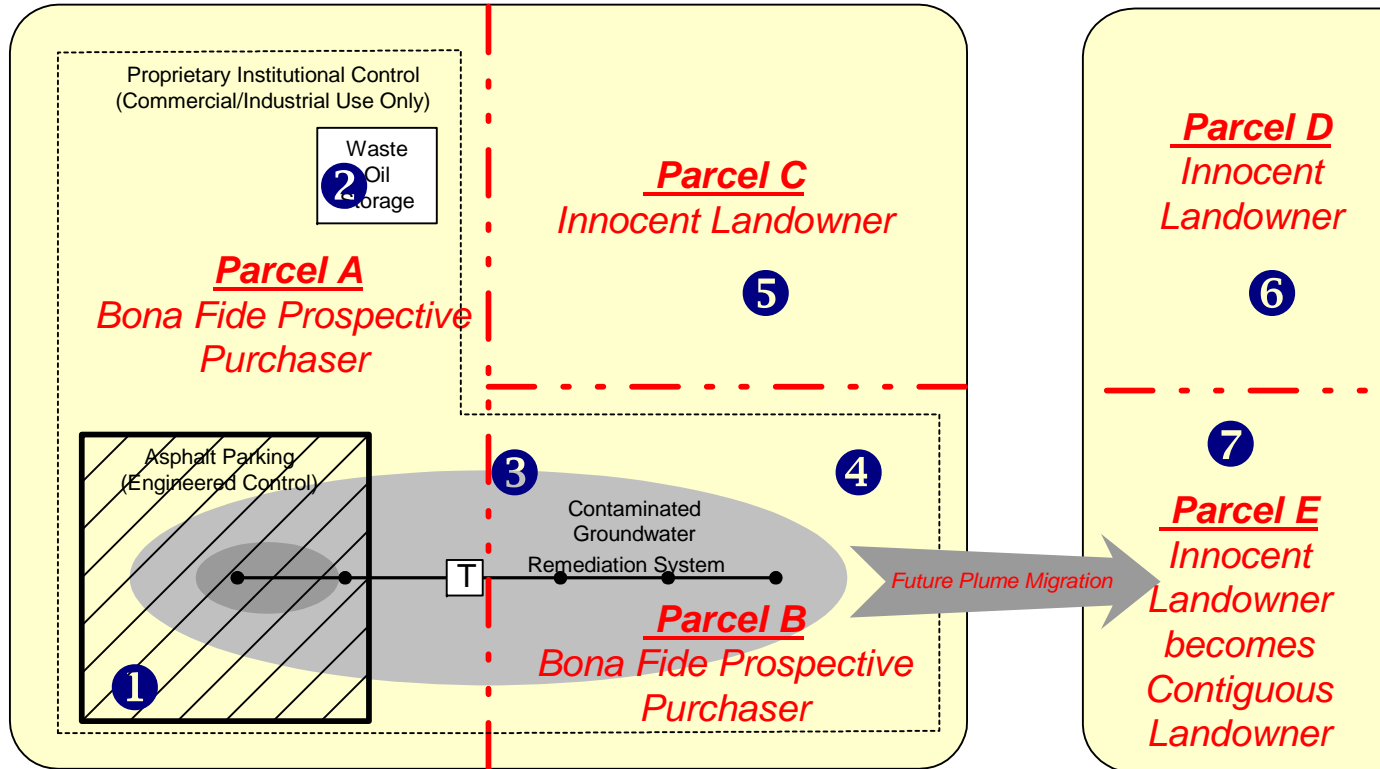 Proprietary Institutional Control
(Commercial/Industrial Use Only)
Waste
Oil
Storage
2
Parcel A
Bona Fide Prospective
Purchaser
Parcel C
Innocent Landowner
5
Parcel D
Innocent
Landowner
6
Asphalt Parking
(Engineered Control)
1
3
4
Contaminated
Groundwater
Remediation System
T
Parcel B
Bona Fide Prospective
Purchaser
Future Plume Migration
7
Parcel E
Innocent
Landowner
becomes
Contiguous
Landowner